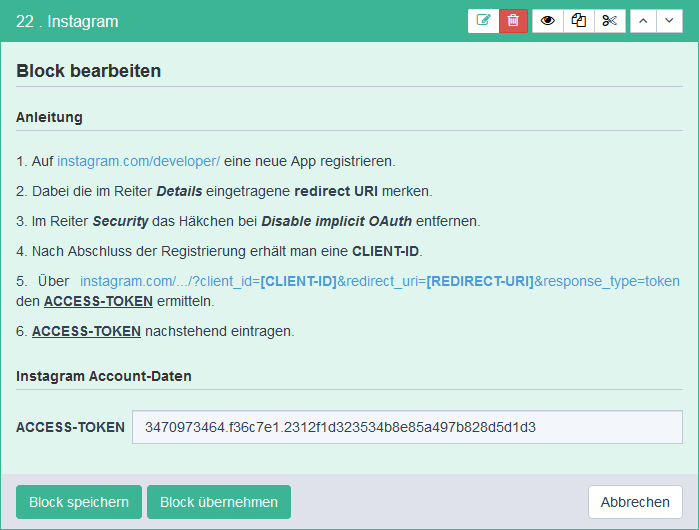 22 . Instagram
Block bearbeiten
Anleitung
1. Auf instagram.com/developer/ eine neue App registrieren.
2. Dabei die im Reiter Details eingetragene redirect URI merken.
3. Im Reiter Security das Häkchen bei Disable implicit OAuth entfernen.
4. Nach Abschluss der Registrierung erhält man eine CLIENT-ID.
5. Über instagram.com/.../?client_id=[CLIENT-ID]&redirect_uri=[REDIRECT-URI]&response_type=token
den ACCESS-TOKEN ermitteln.
6. ACCESS-TOKEN nachstehend eintragen.
Instagram Account-Daten
ACCESS-TOKEN 3470973464.f36c7e1.2312f1d323534b8e85a497b828d5d1d3
Block speichern Block übernehmen Abbrechen